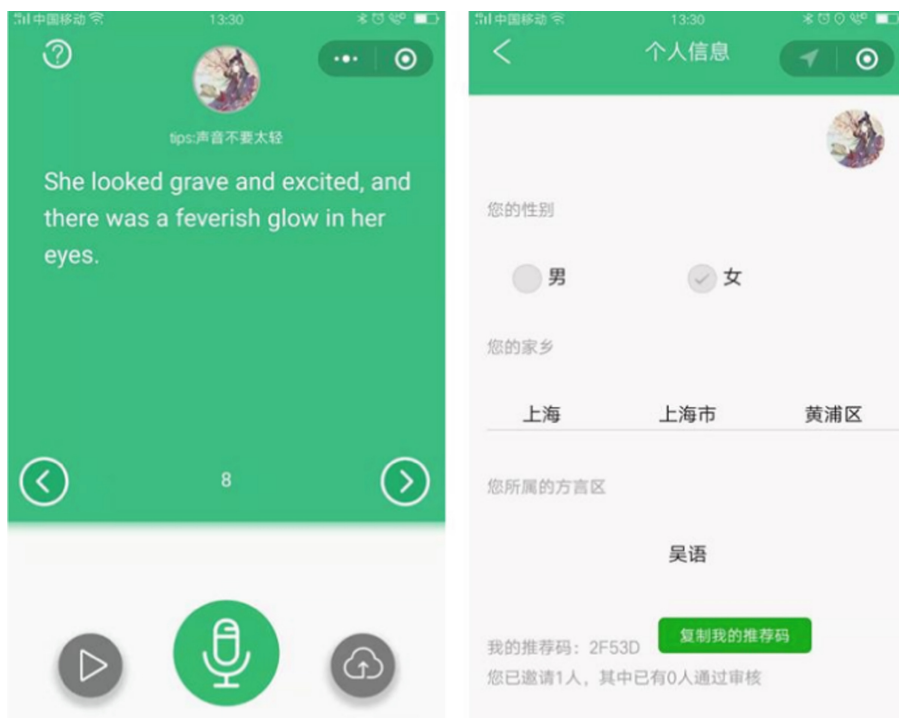 中国移动
13:30
tips:声音不要太轻
She looked grave and excited, and
there was a feverish glow in her
eyes.
8
中国移动
13:30
个人信息
您的性别
男
女
您的家乡
上海
上海市
黄浦区
您所属的方言区
吴语
我的推荐码：2F53D
复制我的推荐码
您已邀请1人，其中已有0人通过审核